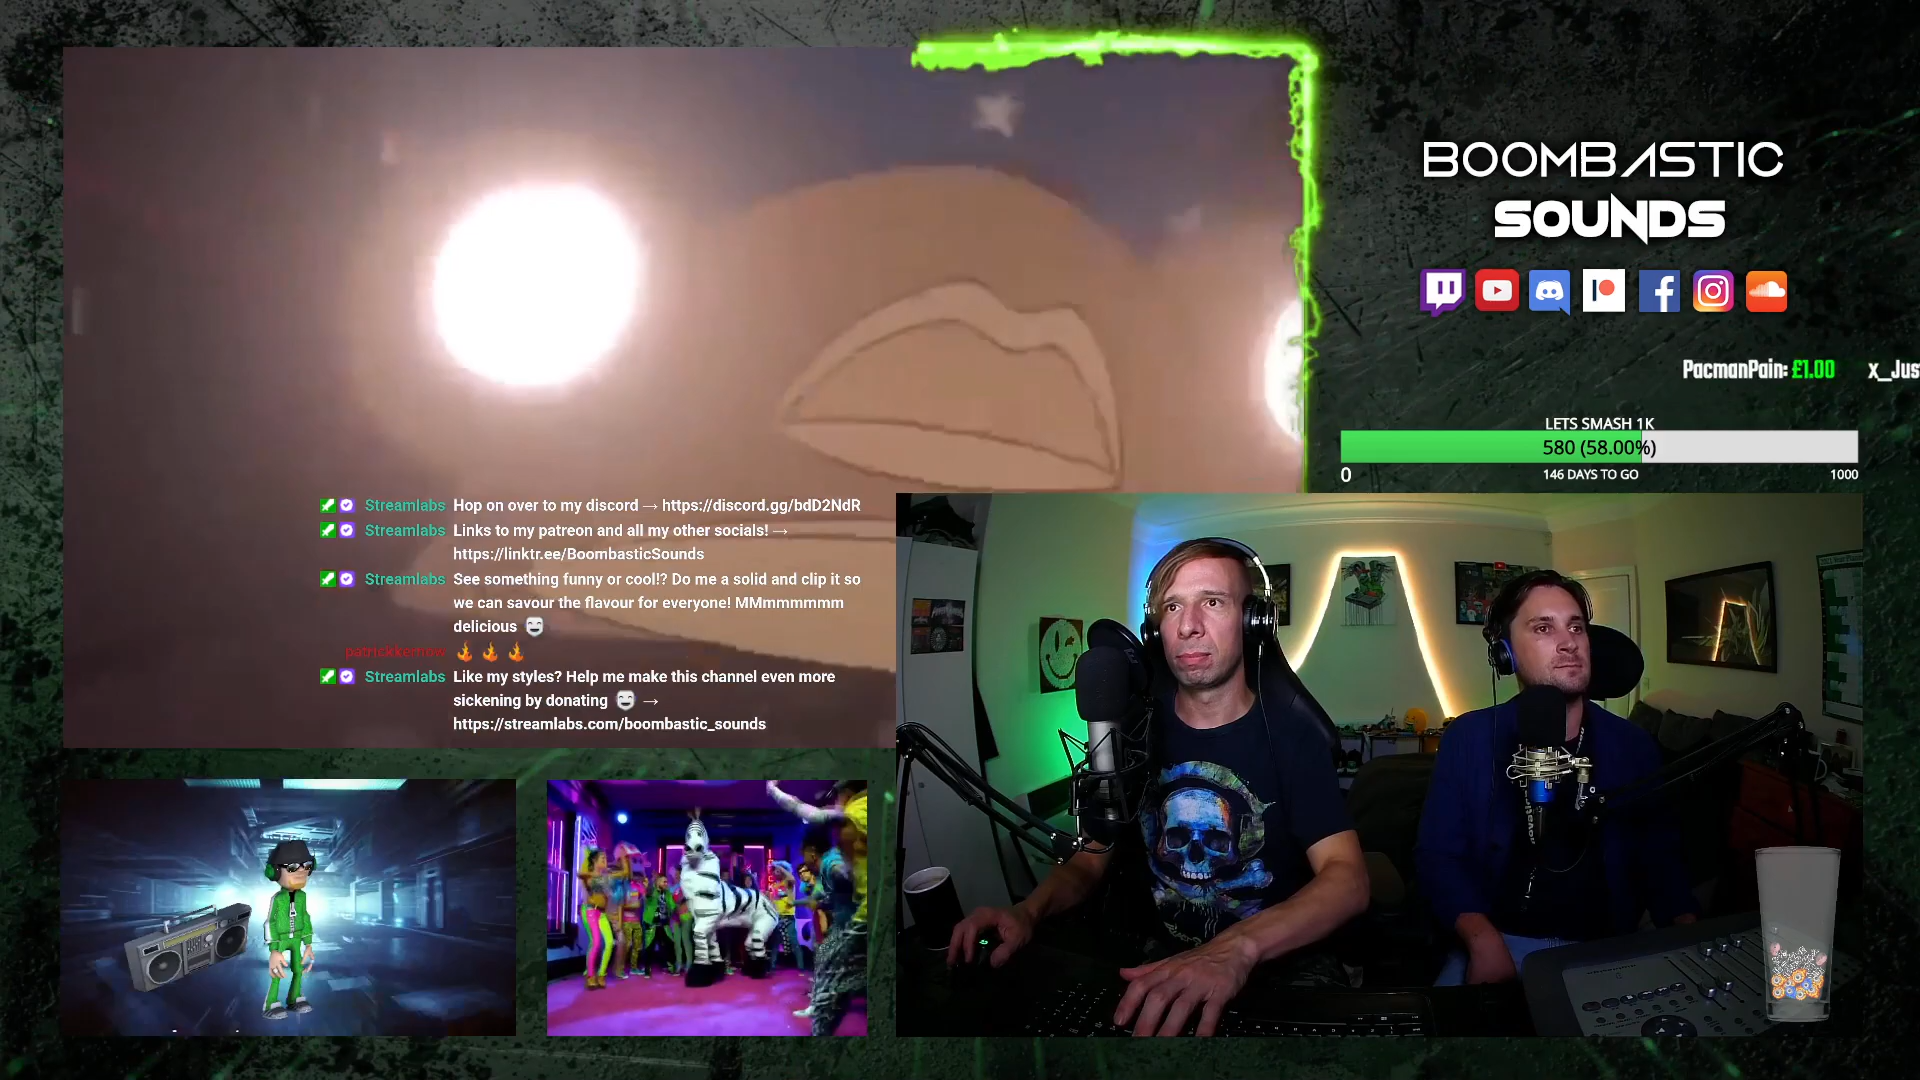 BOOMBASTIC
SOUNDS
PacmanPain: £1.00 x_Jus
LETS SMASH 1K
580 (58.00%)
0 146 DAYS TO GO 1000
Streamlabs Hop on over to my discord → https://discord.gg/bdD2NdR
Streamlabs Links to my patreon and all my other socials! →
https://linktr.ee/BoombasticSounds
Streamlabs See something funny or cool!? Do me a solid and clip it so
we can savour the flavour for everyone! MMmmmmmm
delicious
patrickkernow
Streamlabs Like my styles? Help me make this channel even more
sickening by donating →
https://streamlabs.com/boombastic_sounds